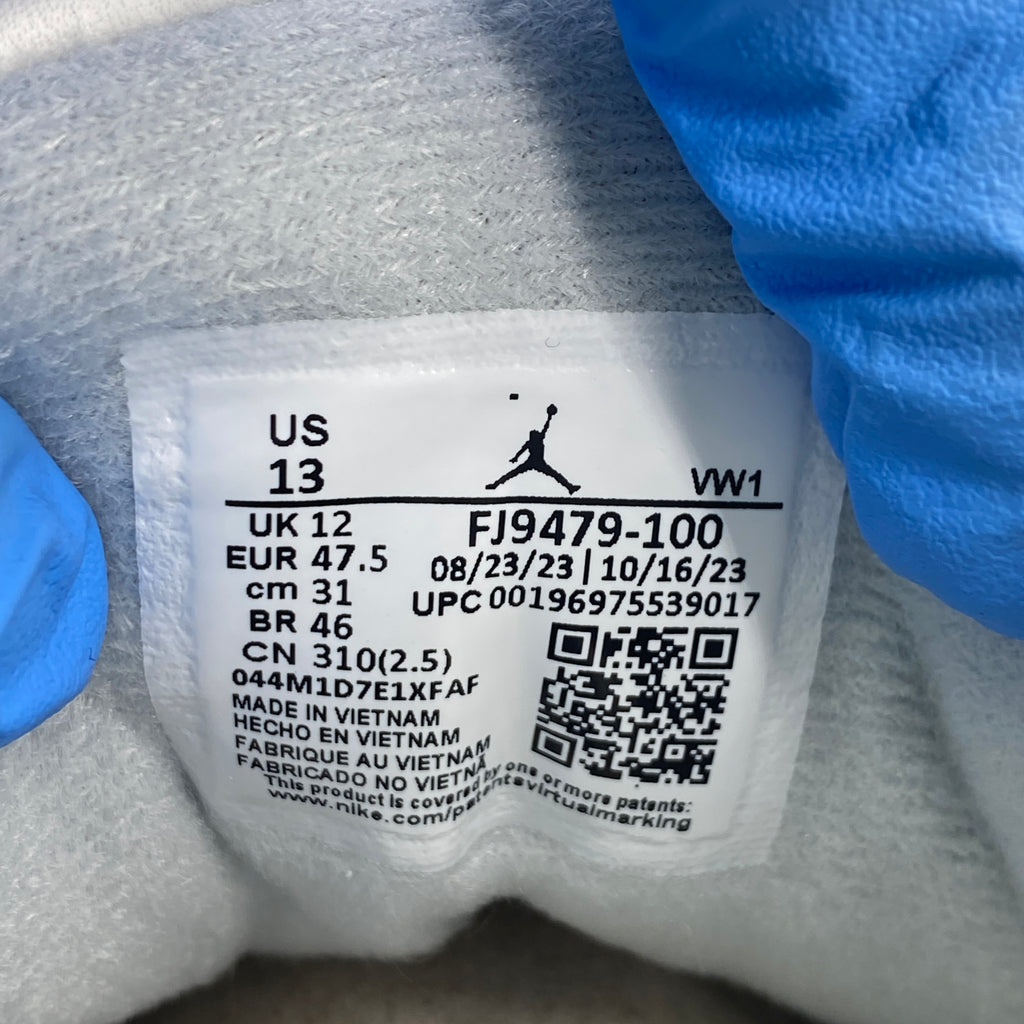 US
13
VW1
UK 12
EUR 47.5
cm 31
BR 46
CN 310(2.5)
FJ9479-100
08/23/23 | 10/16/23
UPC 00196975539017
044M1D7E1XFAF
MADE IN VIETNAM
HECHO EN VIETNAM
FABRIQUE AU VIETNAM
FABRICADO NO VIETNÃ
This product is covered by one or more patents:
www.nike.com/patentsvirtualmarking